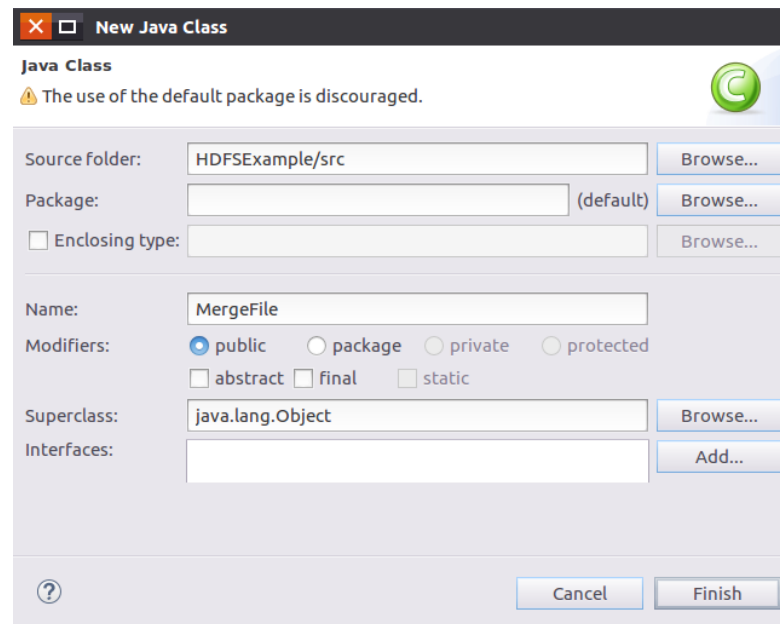 New Java Class
Java Class
The use of the default package is discouraged.
Source folder: HDFSExample/src Browse...
Package: (default) Browse...
Enclosing type: Browse...
Name: MergeFile
Modifiers: public package private protected
abstract final static
Superclass: java.lang.Object Browse...
Interfaces: Add...
Cancel Finish